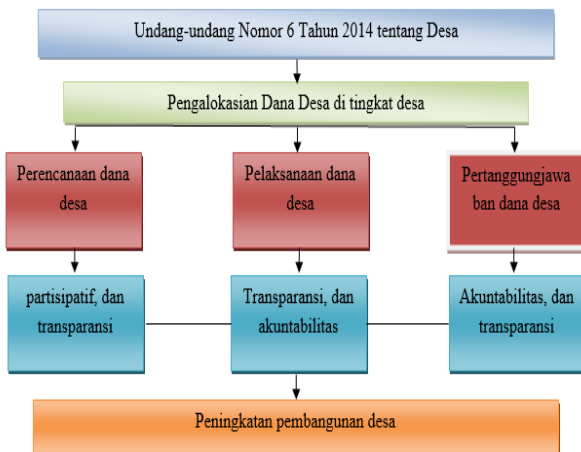 Undang-undang Nomor 6 Tahun 2014 tentang Desa
Pengalokasian Dana Desa di tingkat desa
Perencanaan dana
desa
Pelaksanaan dana
desa
Pertanggungjawa
ban dana desa
partisipatif, dan
transparansi
Transparansi, dan
akuntabilitas
Akuntabilitas, dan
transparansi
Peningkatan pembangunan desa